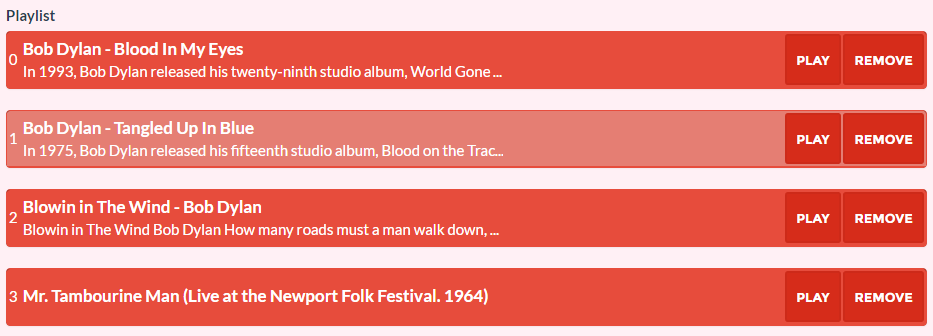 Playlist
0
Bob Dylan - Blood In My Eyes
In 1993, Bob Dylan released his twenty-ninth studio album, World Gone ...
PLAY
REMOVE
1
Bob Dylan - Tangled Up In Blue
In 1975, Bob Dylan released his fifteenth studio album, Blood on the Trac...
PLAY
REMOVE
2
Blowin in The Wind - Bob Dylan
Blowin in The Wind Bob Dylan How many roads must a man walk down, ...
PLAY
REMOVE
3 Mr. Tambourine Man (Live at the Newport Folk Festival. 1964)
PLAY
REMOVE